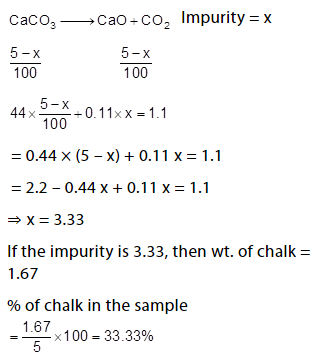 CaCO₃ ⟶ CaO + CO₂ Impurity = x
5 – x / 100 5 – x / 100
44 × 5 – x / 100 + 0.11 × x = 1.1
= 0.44 × (5 – x) + 0.11 x = 1.1
= 2.2 – 0.44 x + 0.11 x = 1.1
⇒ x = 3.33
If the impurity is 3.33, then wt. of chalk =
1.67
% of chalk in the sample
= 1.67 / 5 × 100 = 33.33%